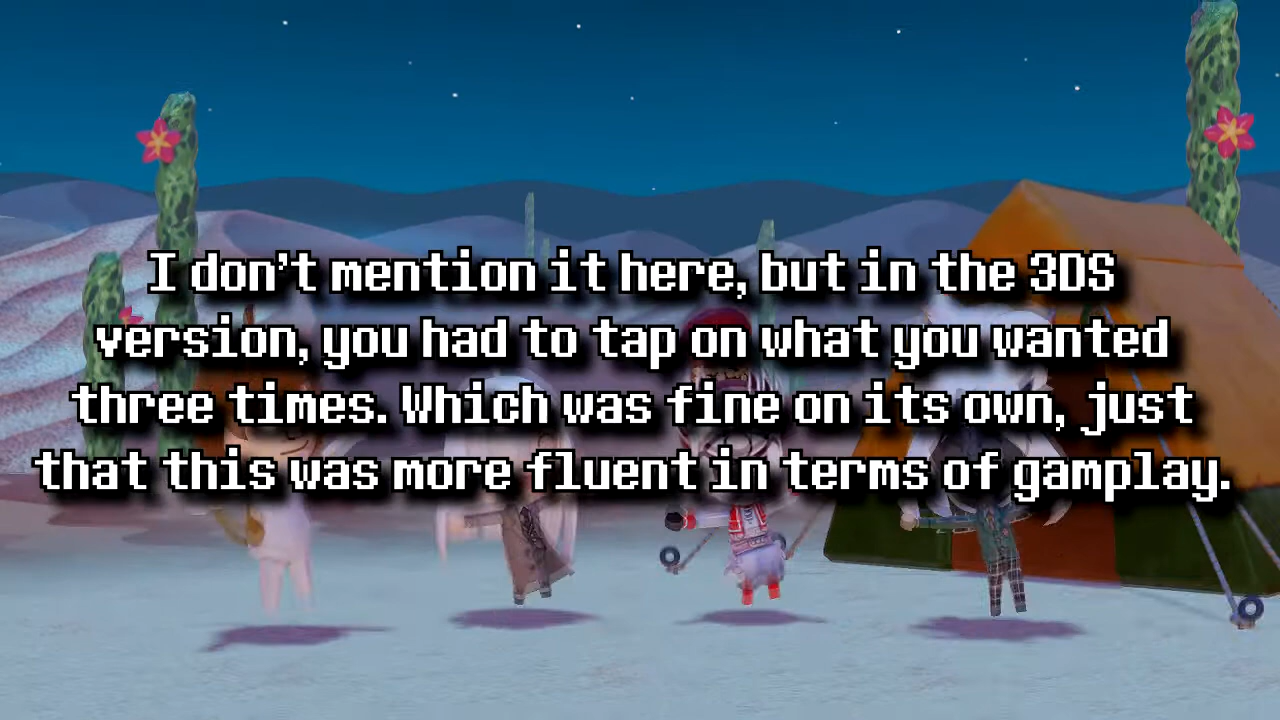 I don't mention it here, but in the 3DS
version, you had to tap on what you wanted
three times. Which was fine on its own, just
that this was more fluent in terms of gamplay.